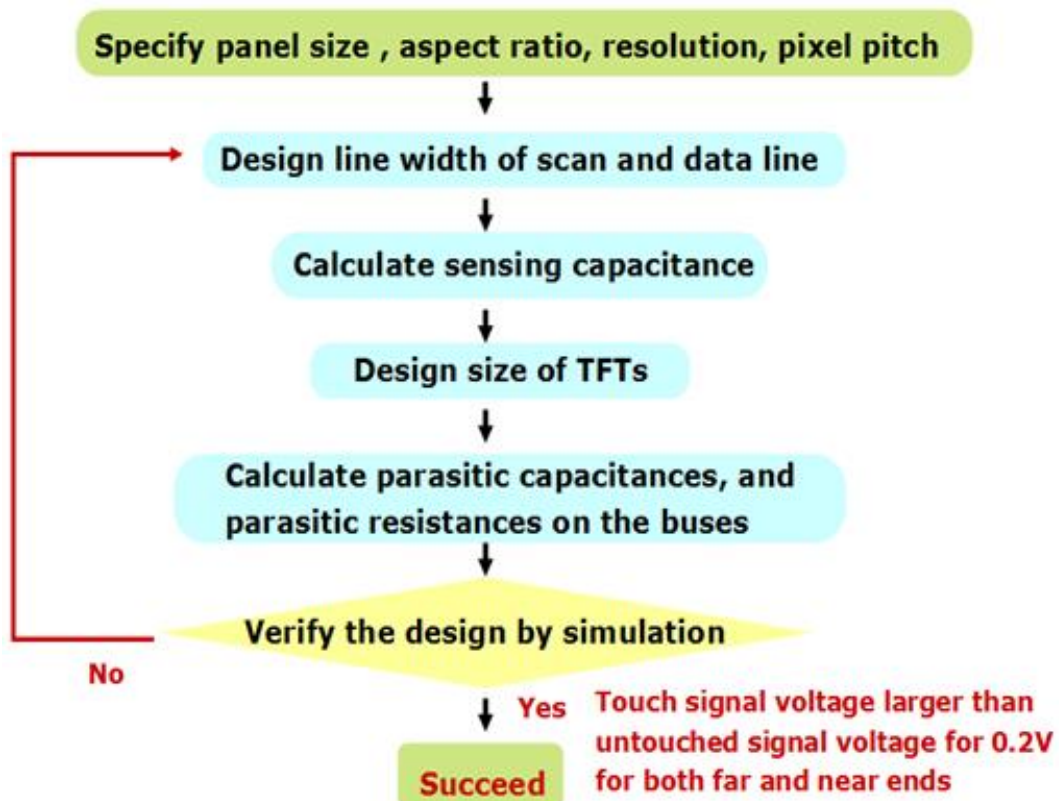 Specify panel size , aspect ratio, resolution, pixel pitch
Design line width of scan and data line
Calculate sensing capacitance
Design size of TFTs
Calculate parasitic capacitances, and
parasitic resistances on the buses
Verify the design by simulation
No
Yes
Touch signal voltage larger than
untouched signal voltage for 0.2V
for both far and near ends
Succeed